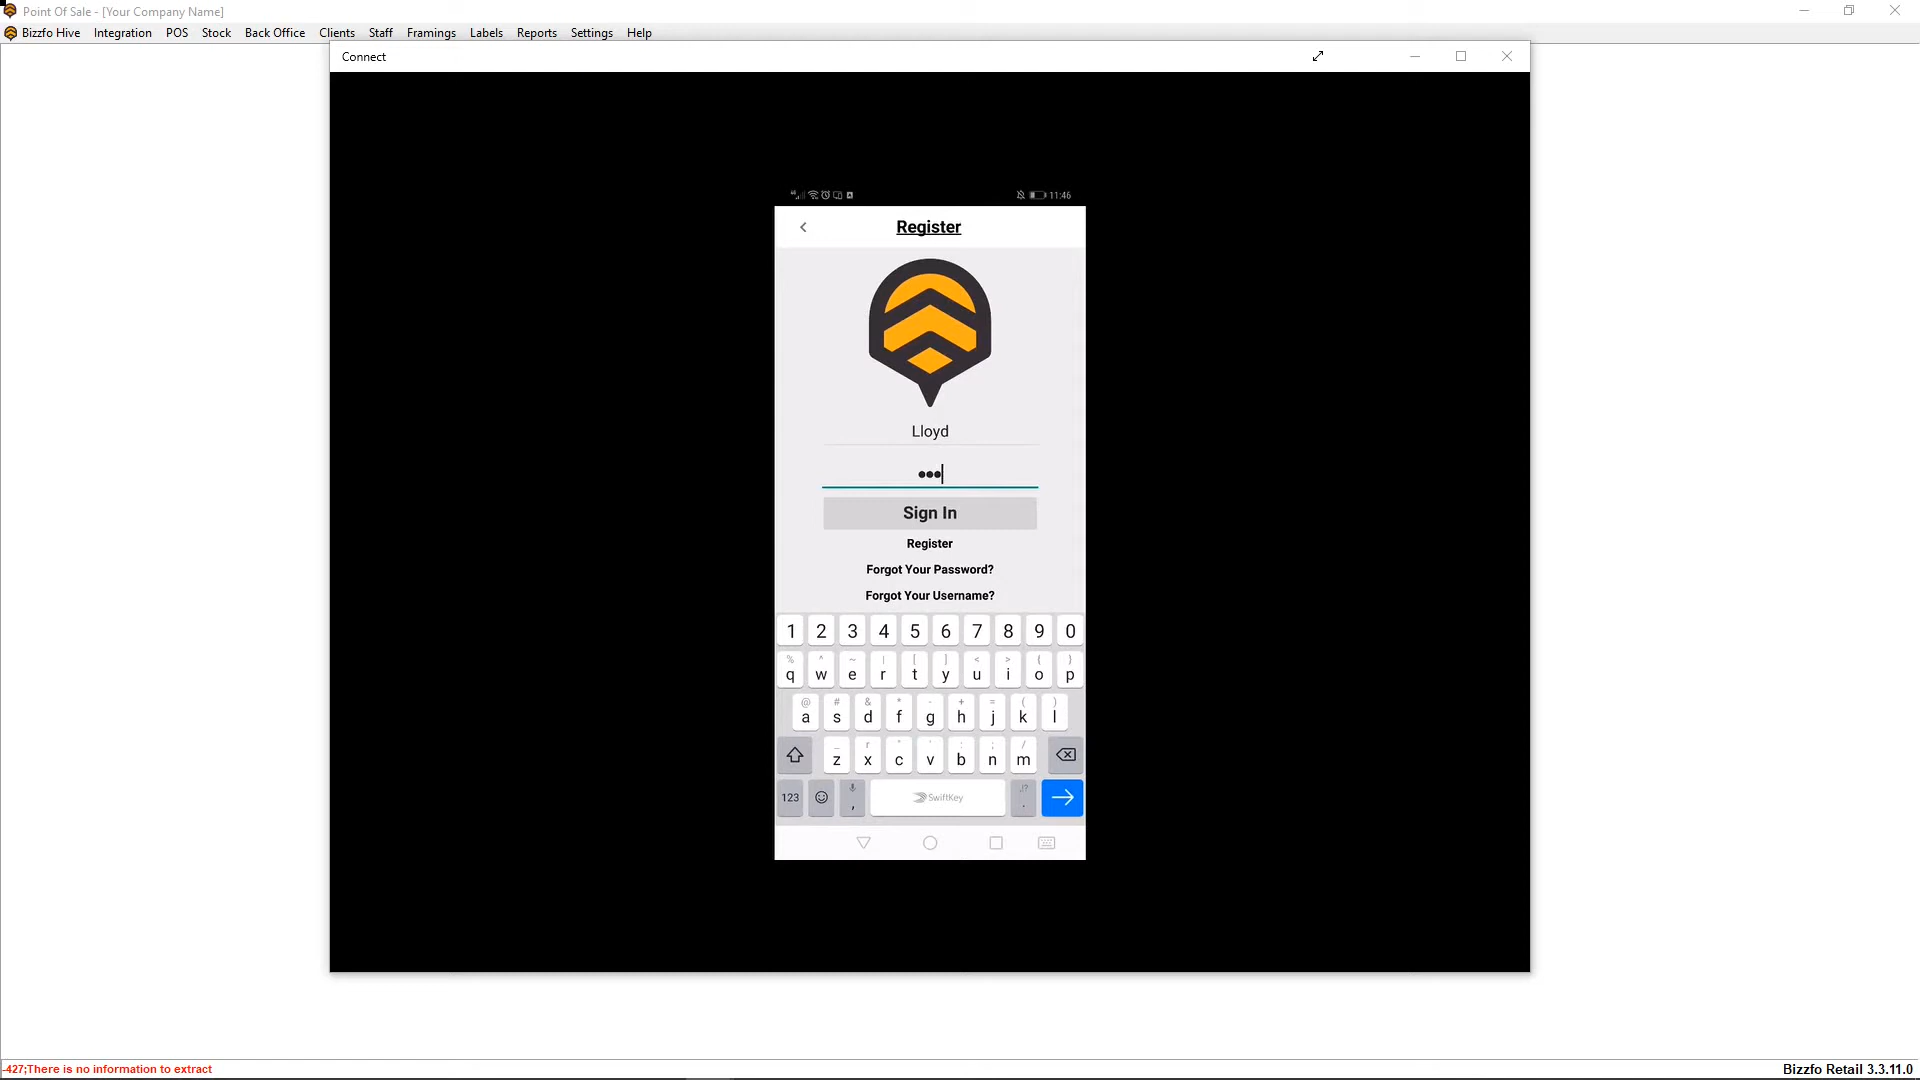 Point Of Sale - [Your Company Name]
Bizzfo Hive Integration POS Stock Back Office Clients Staff Framings Labels Reports Settings Help
Connect
11:46
Register
Lloyd
Sign In
Register
Forgot Your Password?
Forgot Your Username?
1 2 3 4 5 6 7 8 9 0
% ^ ~ | [ ] < > { }
q w e r t y u i o p
@ # & * - + = ( )
a s d f g h j k l
z x c v b n m
123 , SwiftKey .
-427;There is no information to extract
Bizzfo Retail 3.3.11.0